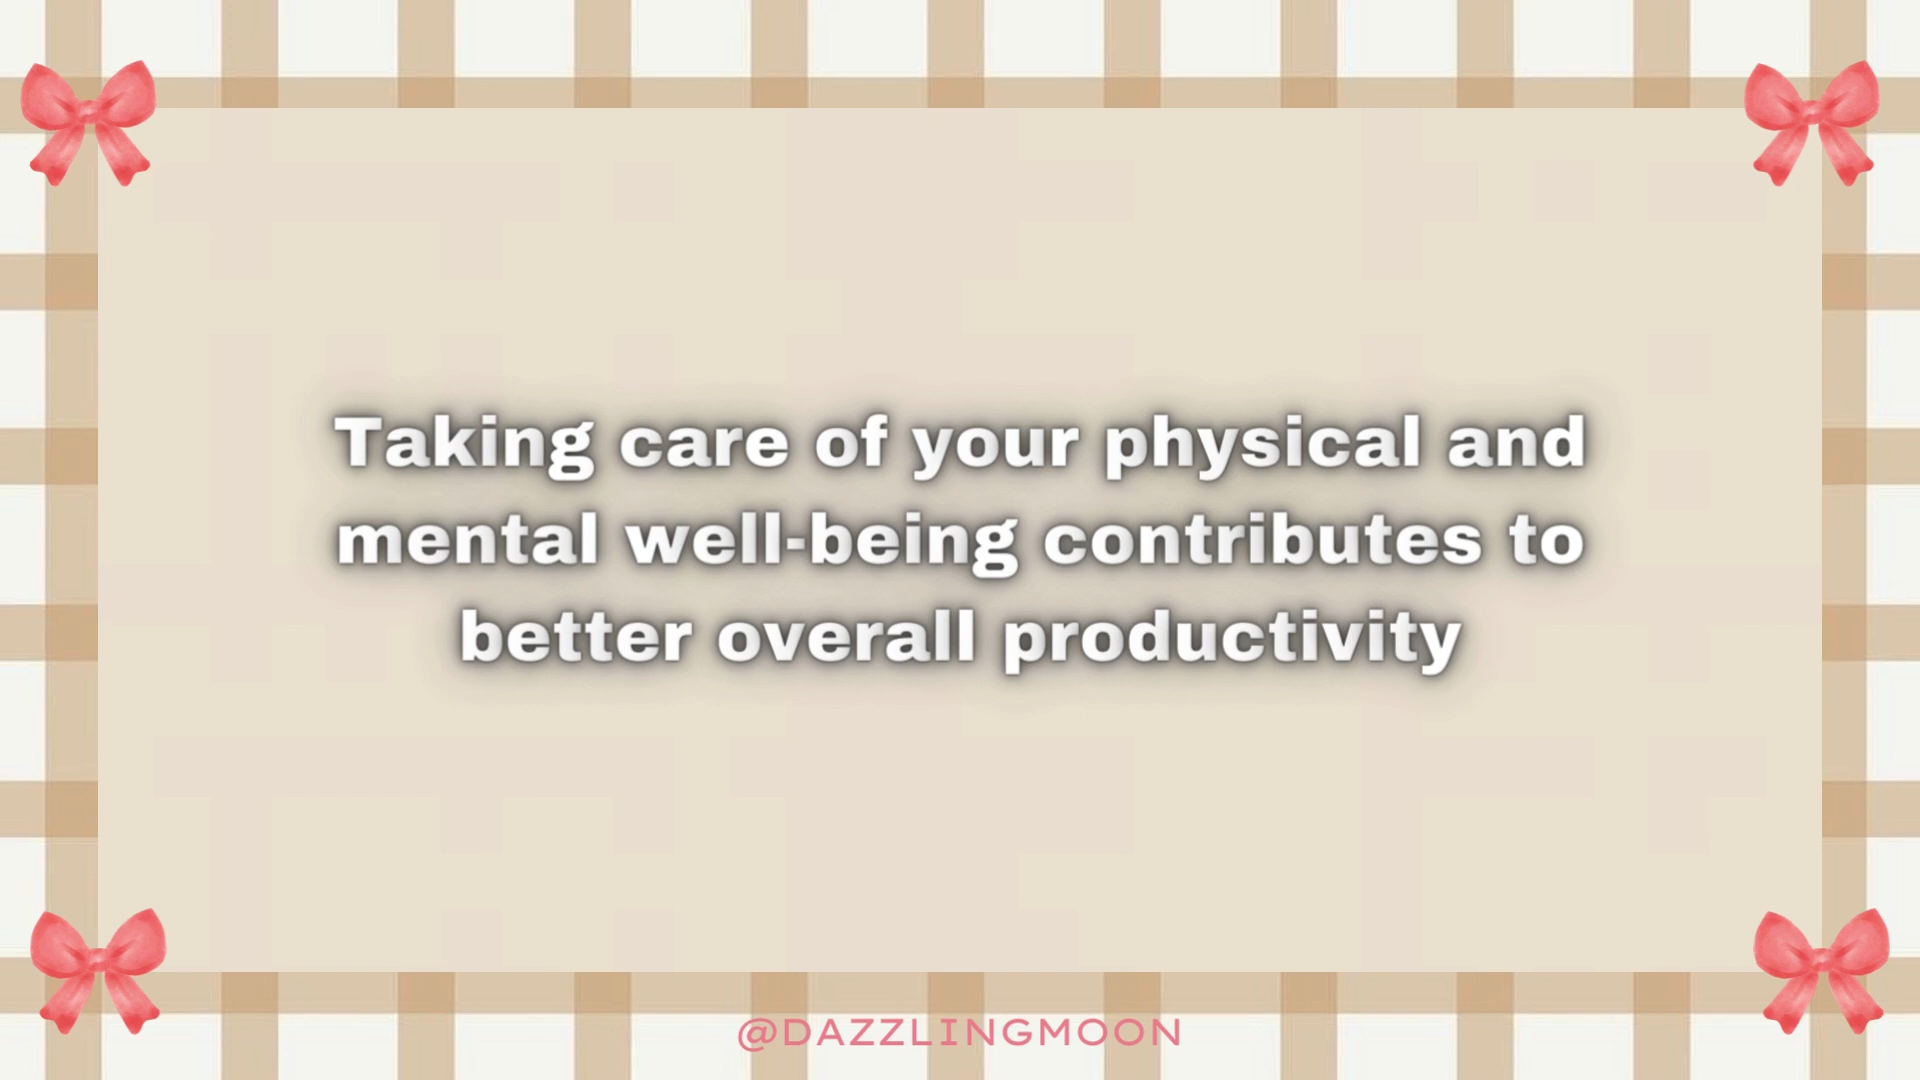 Taking care of your physical and
mental well-being contributes to
better overall productivity
@DAZZLINGMOON